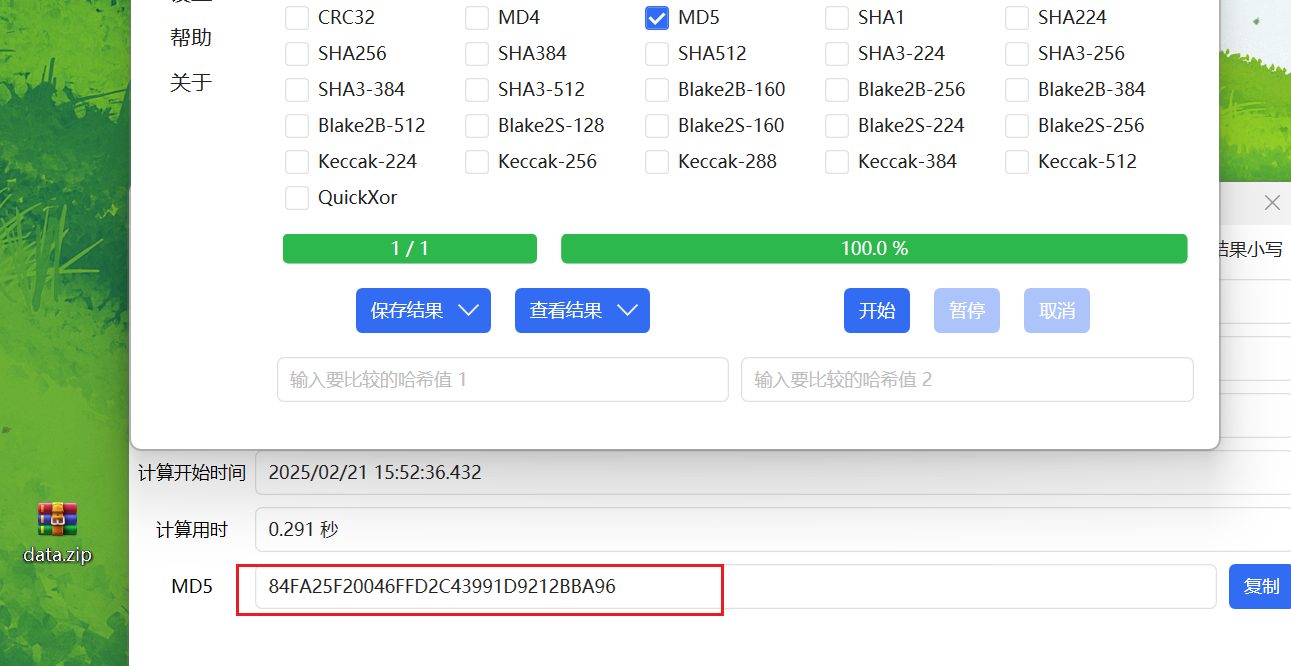 CRC32 MD4 MD5 SHA1 SHA224
帮助
SHA256 SHA384 SHA512 SHA3-224 SHA3-256
关于
SHA3-384 SHA3-512 Blake2B-160 Blake2B-256 Blake2B-384
Blake2B-512 Blake2S-128 Blake2S-160 Blake2S-224 Blake2S-256
Keccak-224 Keccak-256 Keccak-288 Keccak-384 Keccak-512
QuickXor
1 / 1 100.0 %
结果小写
保存结果 查看结果 开始 暂停 取消
输入要比较的哈希值 1 输入要比较的哈希值 2
计算开始时间 2025/02/21 15:52:36.432
计算用时 0.291 秒
data.zip
MD5 84FA25F20046FFD2C43991D9212BBA96 复制